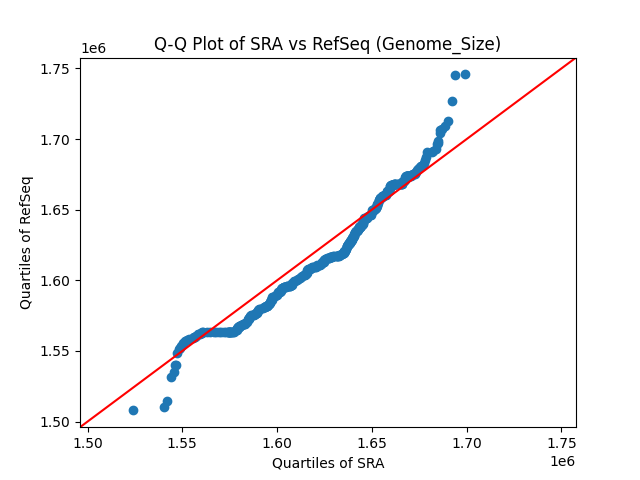 Q-Q Plot of SRA vs RefSeq (Genome_Size)
1e6
1.75
1.70
1.65
1.60
1.55
1.50
Quartiles of RefSeq
1.50 1.55 1.60 1.65 1.70 1.75
Quartiles of SRA
1e6